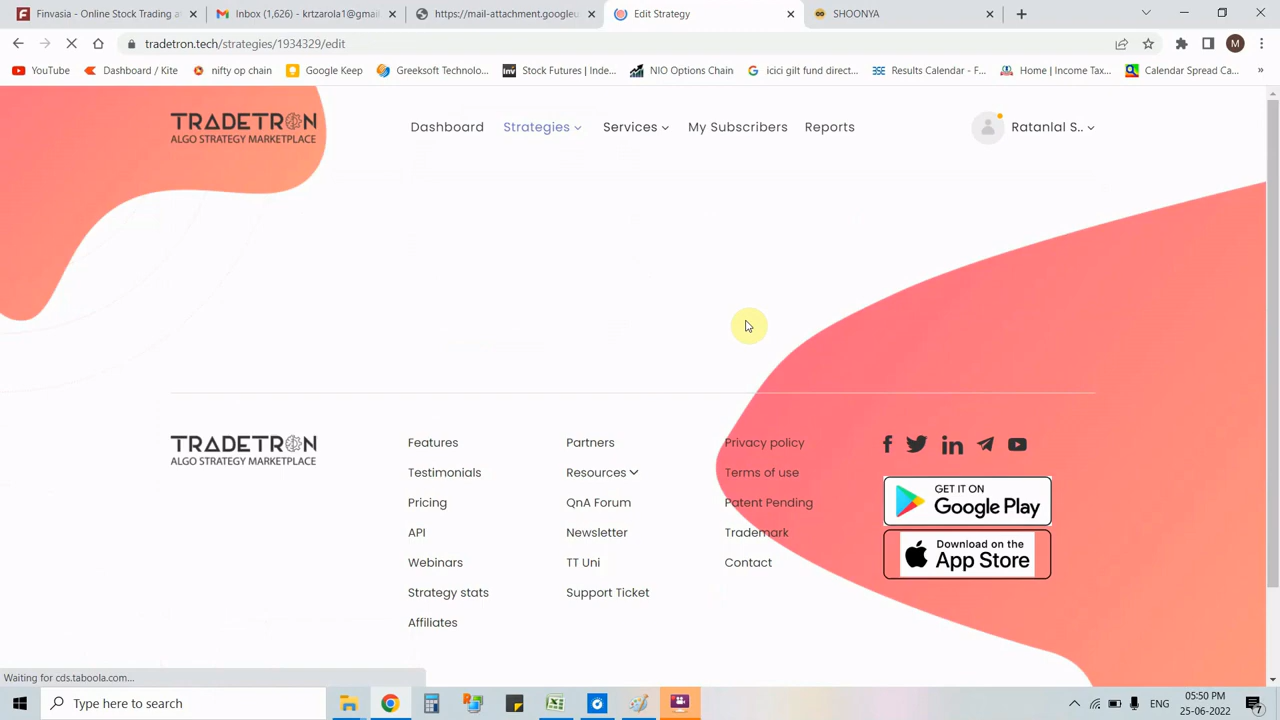 Finvasia - Online Stock Trading a
Inbox (1,626) - krtzarola1@gmail
https://mail-attachment.googleu
Edit Strategy
SHOONYA
tradetron.tech/strategies/1934329/edit
M
YouTube
Dashboard / Kite
nifty op chain
Google Keep
Greeksoft Technolo...
Inv
Stock Futures | Inde...
NIO Options Chain
icici gilt fund direct...
Results Calendar - F...
Home | Income Tax...
Calendar Spread Ca...
TRADETRON
ALGO STRATEGY MARKETPLACE
Dashboard
Strategies
Services
My Subscribers
Reports
Ratanlal S..
TRADETRON
ALGO STRATEGY MARKETPLACE
Features
Testimonials
Pricing
API
Webinars
Strategy stats
Affiliates
Partners
Resources
QnA Forum
Newsletter
TT Uni
Support Ticket
Privacy policy
Terms of use
Patent Pending
Trademark
Contact
GET IT ON
Google Play
Download on the
App Store
Waiting for cds.taboola.com...
Type here to search
ENG
05:50 PM
25-06-2022
7